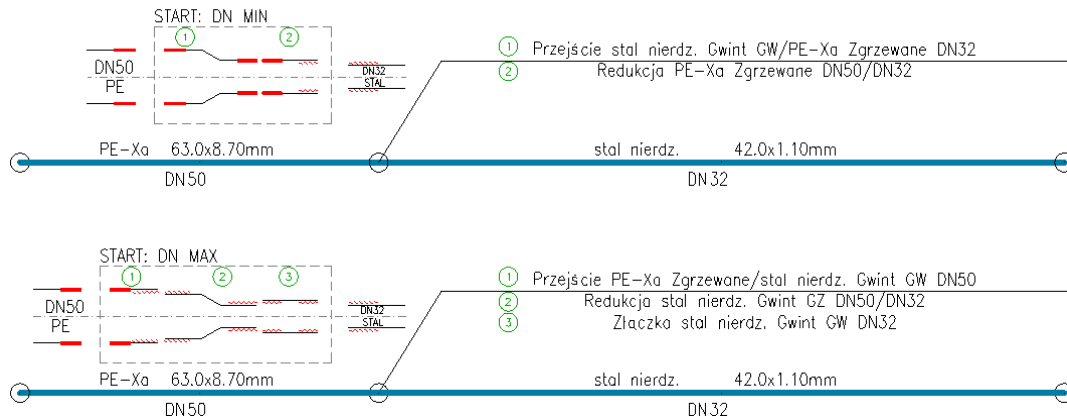 START: DN MIN
1 2
DN50
PE
DN32
STAL
1 Przejście stal nierdz. Gwint GW/PE-Xa Zgrzewane DN32
2 Redukcja PE-Xa Zgrzewane DN50/DN32
PE-Xa 63.0x8.70mm
stal nierdz. 42.0x1.10mm
DN50
DN32
START: DN MAX
1 2 3
DN50
PE
DN32
STAL
1 Przejście PE-Xa Zgrzewane/stal nierdz. Gwint GW DN50
2 Redukcja stal nierdz. Gwint GZ DN50/DN32
3 Złączka stal nierdz. Gwint GW DN32
PE-Xa 63.0x8.70mm
stal nierdz. 42.0x1.10mm
DN50
DN32